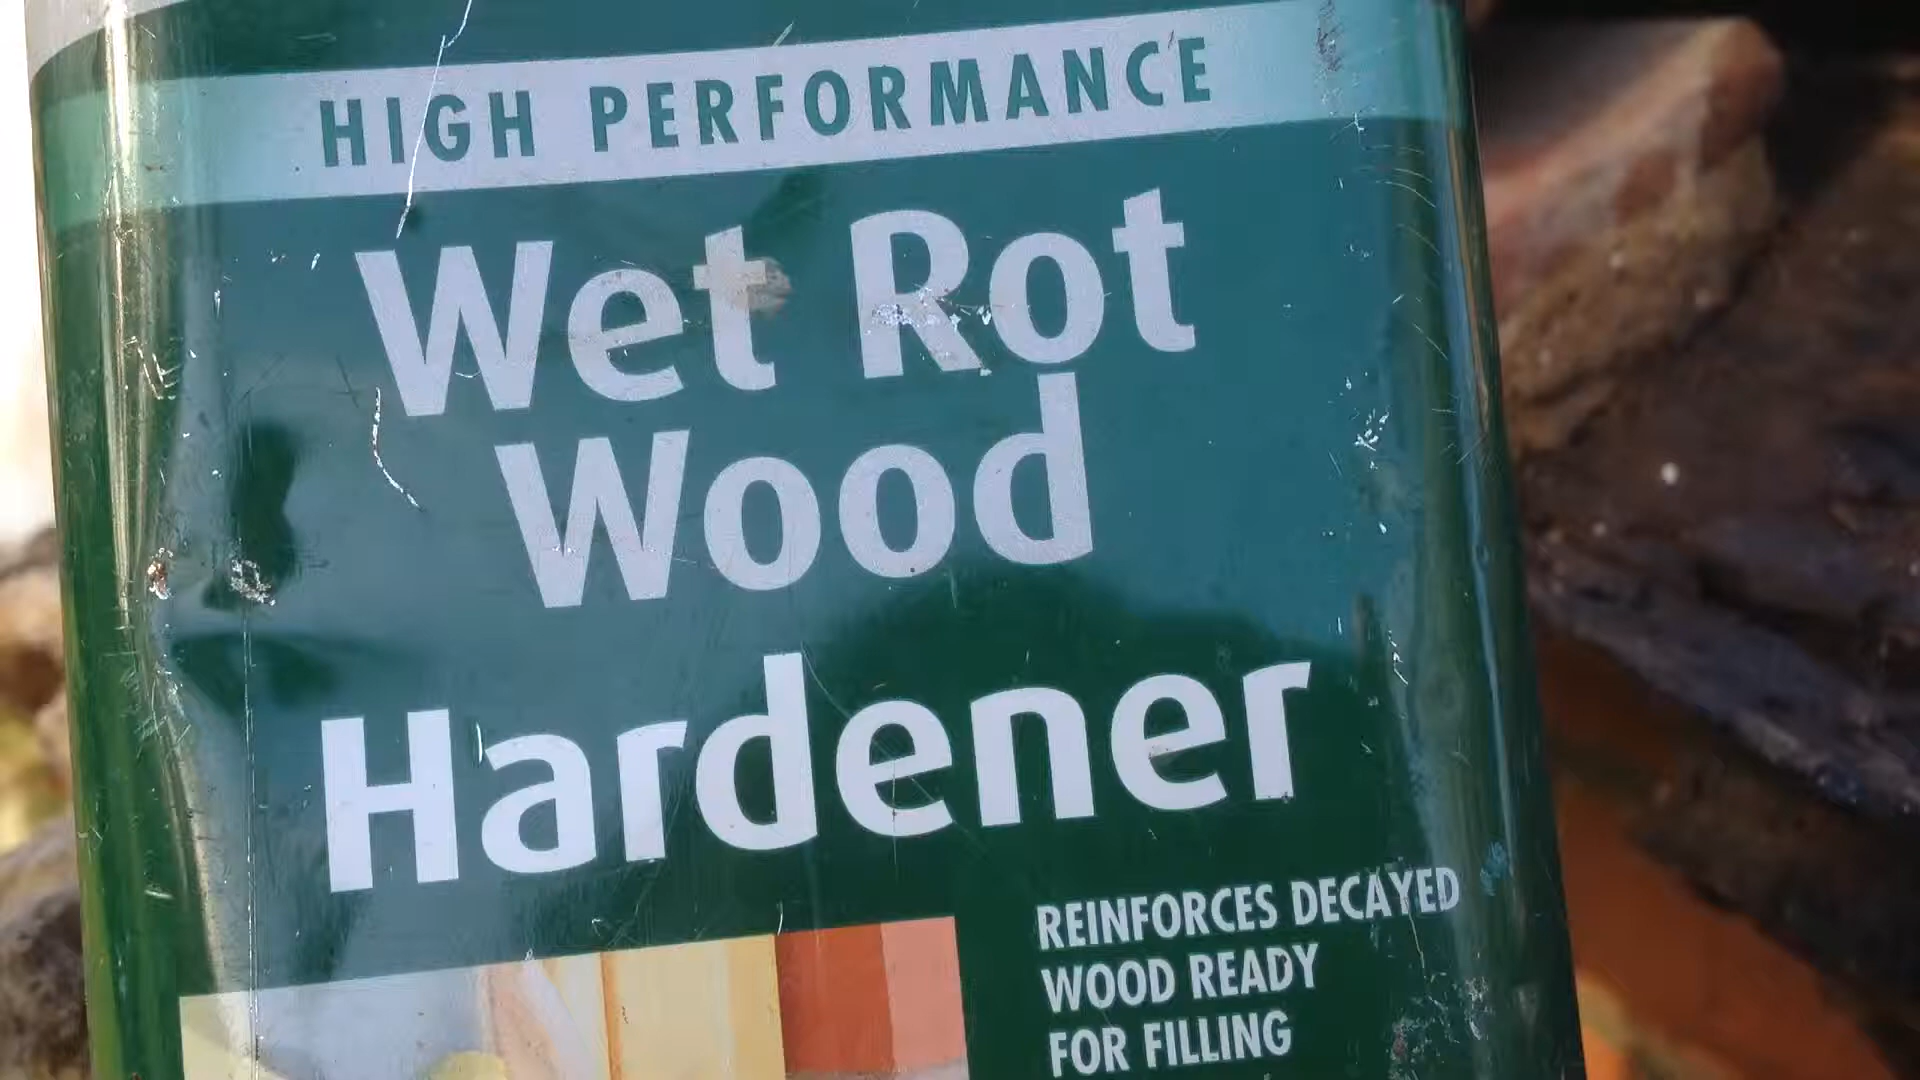 HIGH PERFORMANCE
Wet Rot
Wood
Hardener
REINFORCES DECAYED
WOOD READY
FOR FILLING